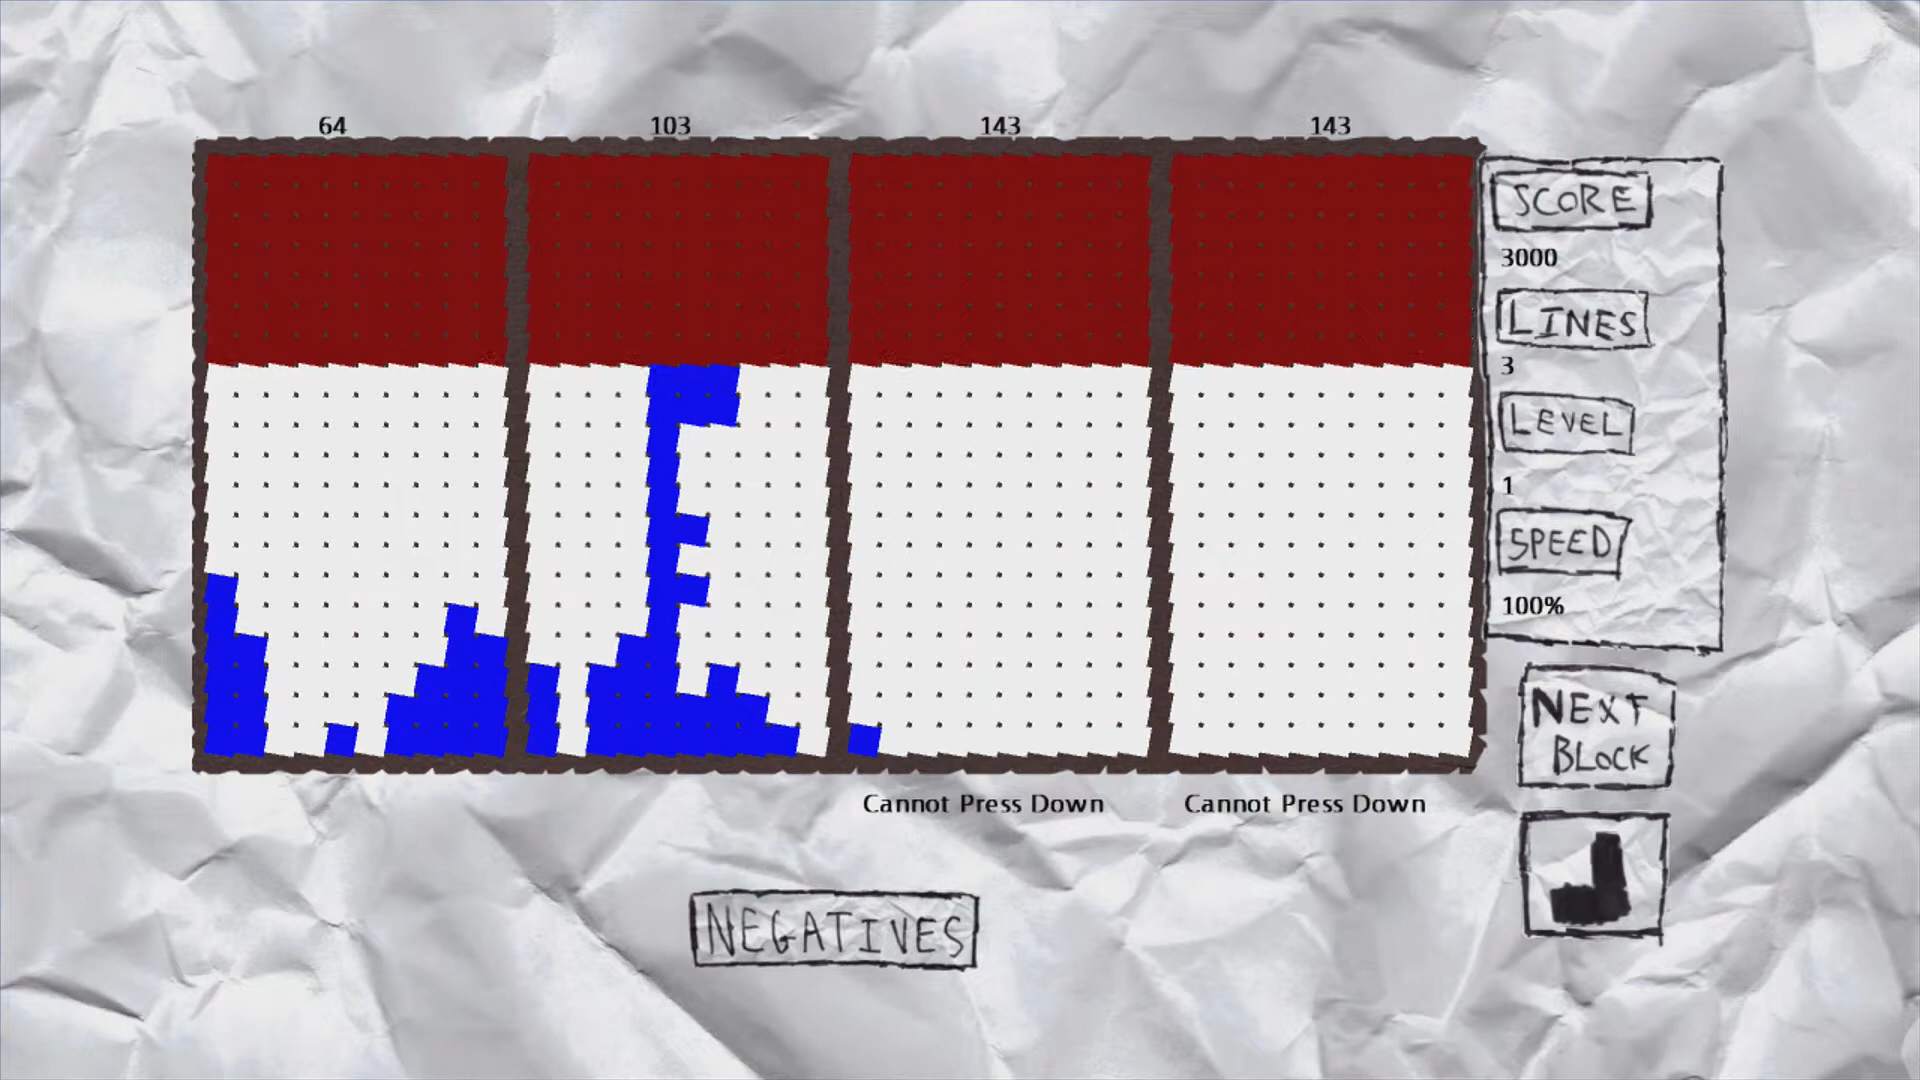 64 103 143 143
SCORE
3000
LINES
3
LEVEL
1
SPEED
100%
NEXT
BLOCK
Cannot Press Down Cannot Press Down
NEGATIVES